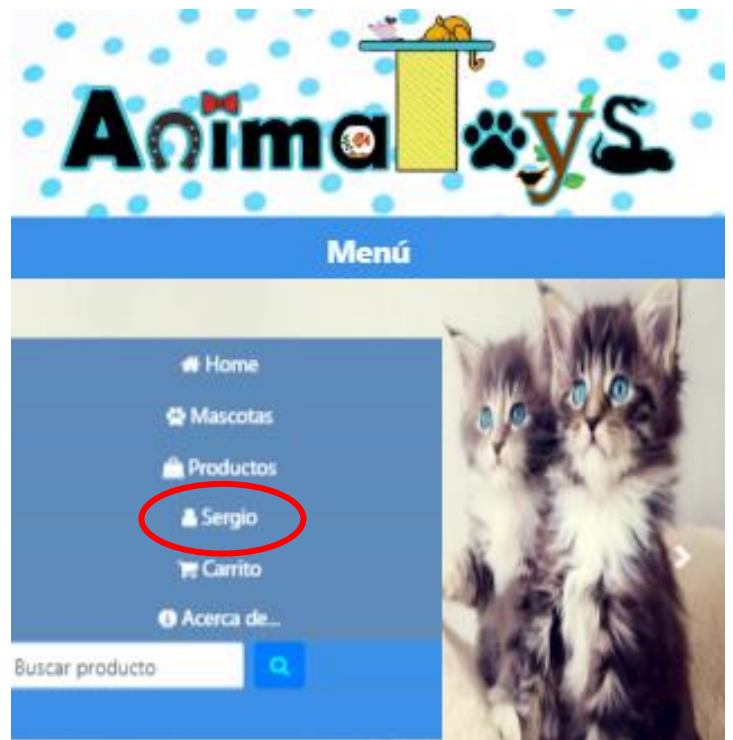 AnimaToys
Menú
Home
Mascotas
Productos
Sergio
Carrito
Acerca de...
Buscar producto